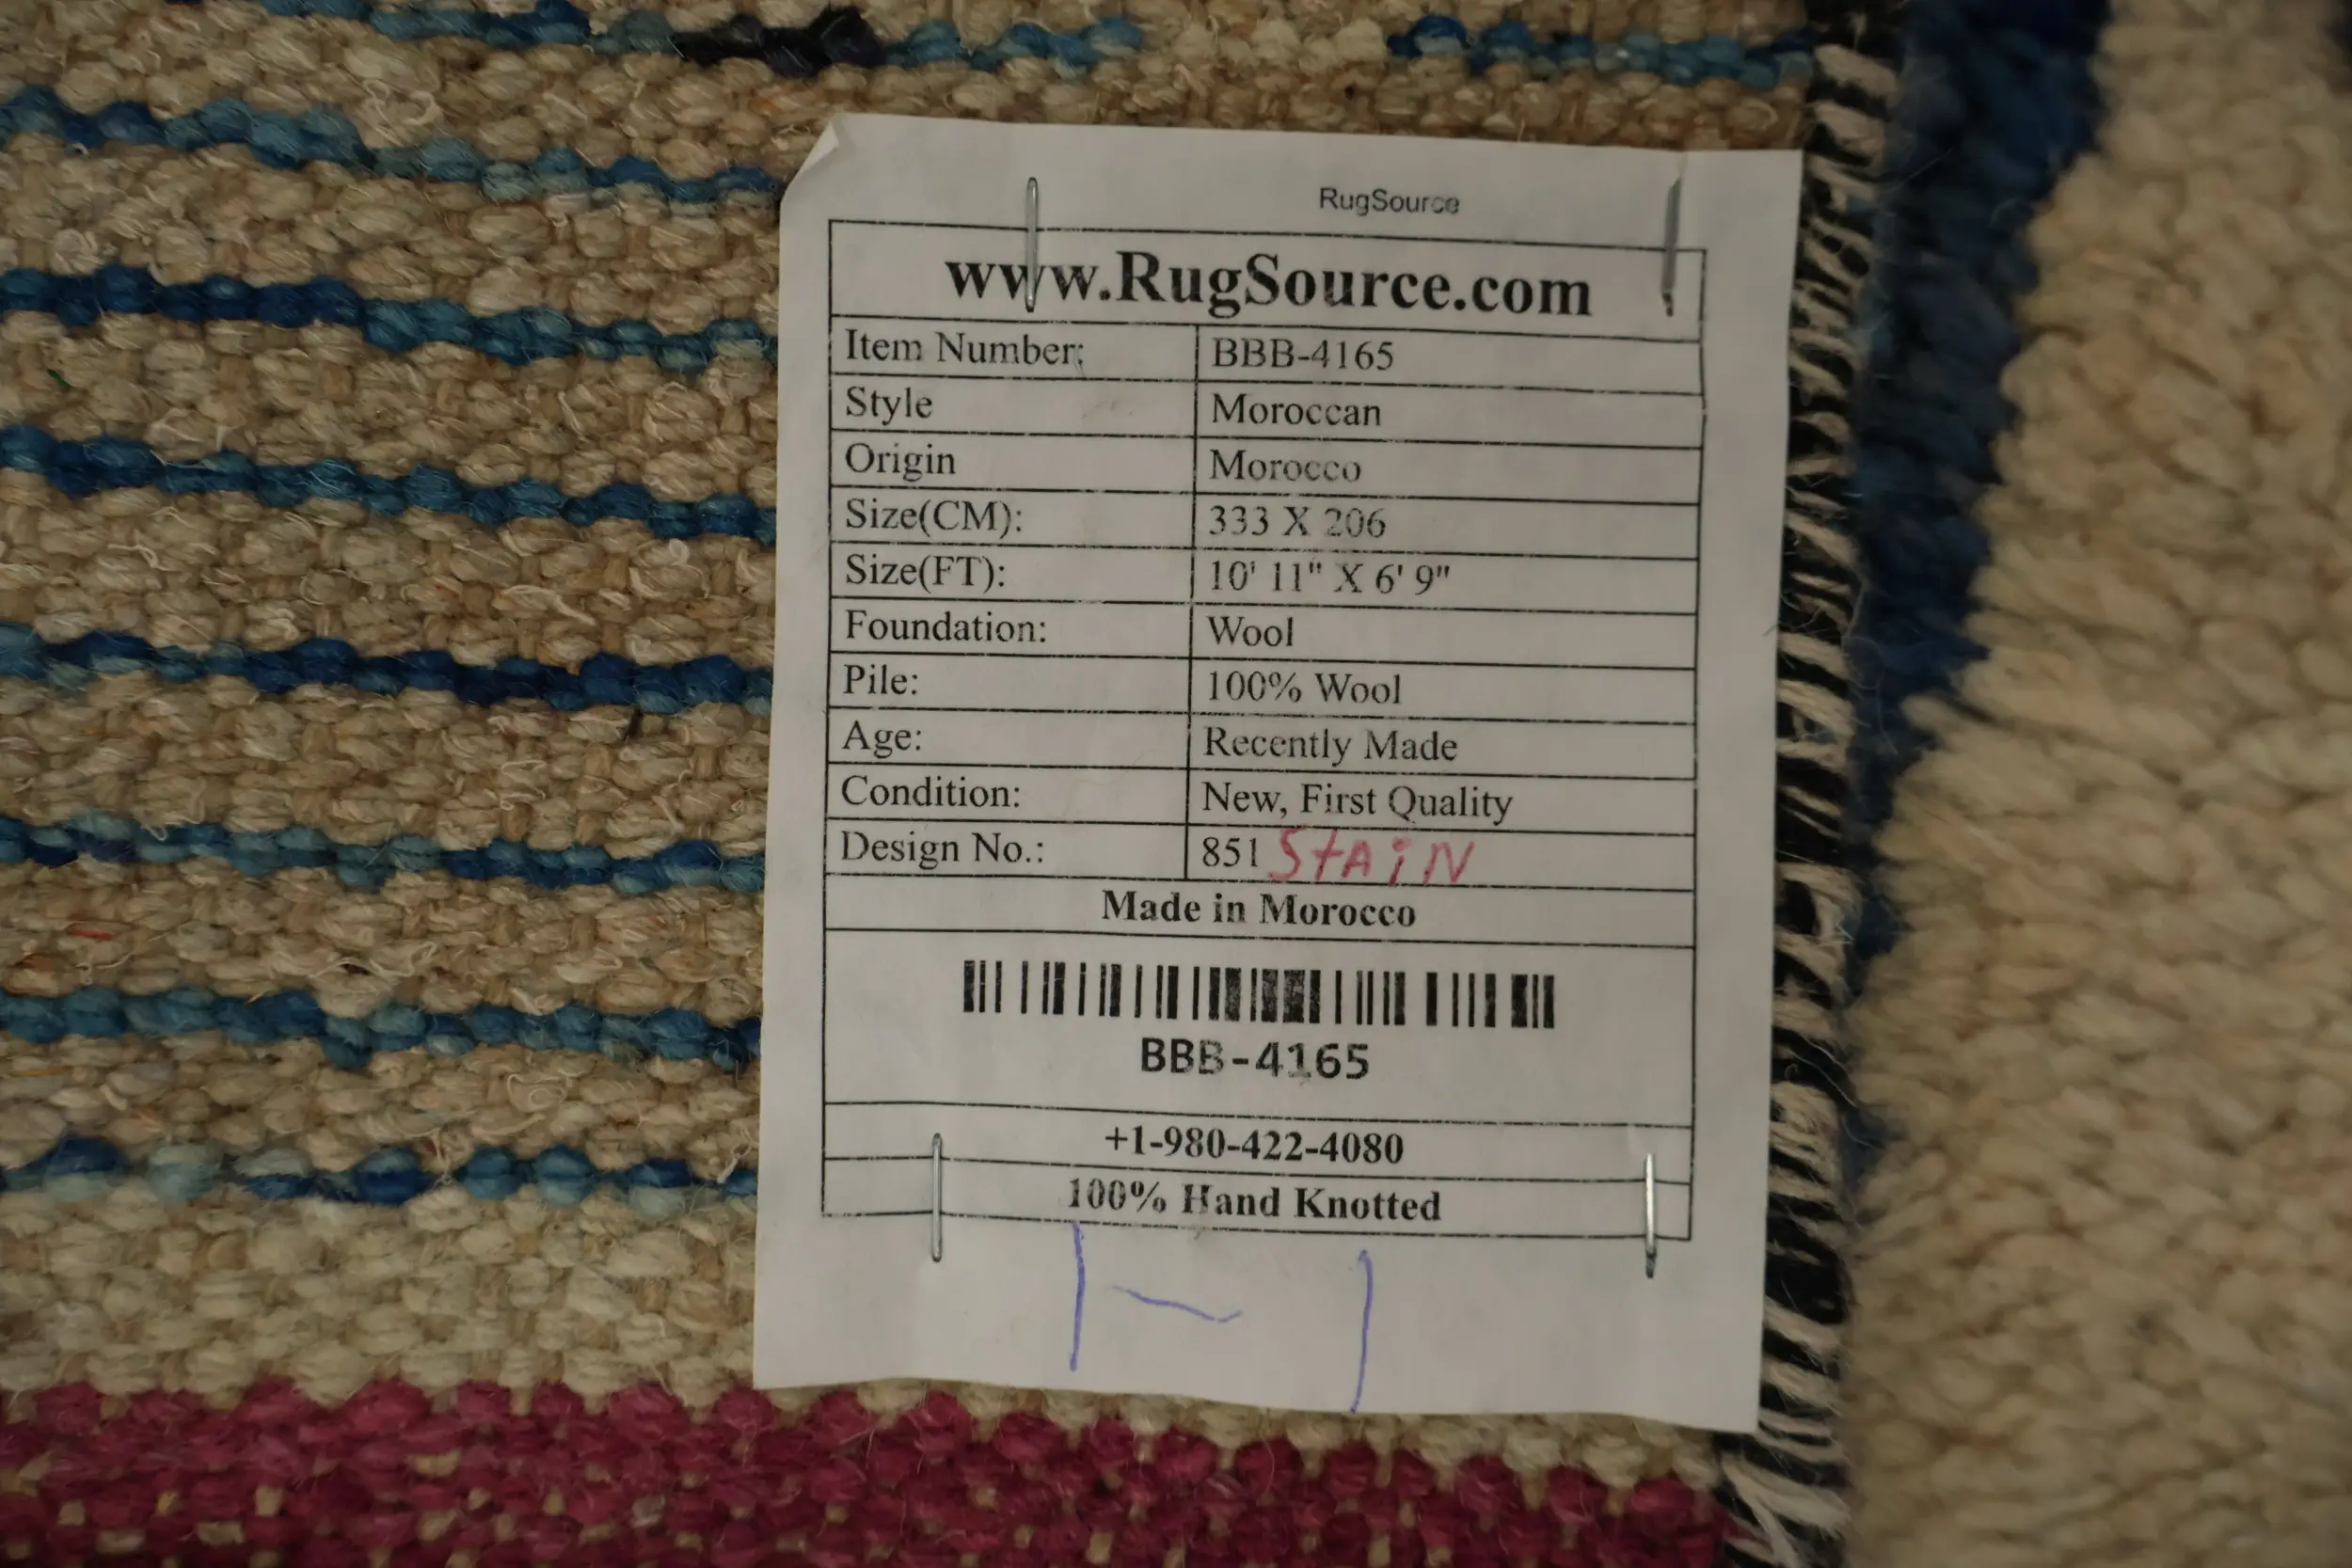 RugSource
www.RugSource.com
Item Number: BBB-4165
Style Moroccan
Origin Morocco
Size(CM): 333 X 206
Size(FT): 10' 11" X 6' 9"
Foundation: Wool
Pile: 100% Wool
Age: Recently Made
Condition: New, First Quality
Design No.: 851 StAiN
Made in Morocco
BBB-4165
+1-980-422-4080
100% Hand Knotted
1-1